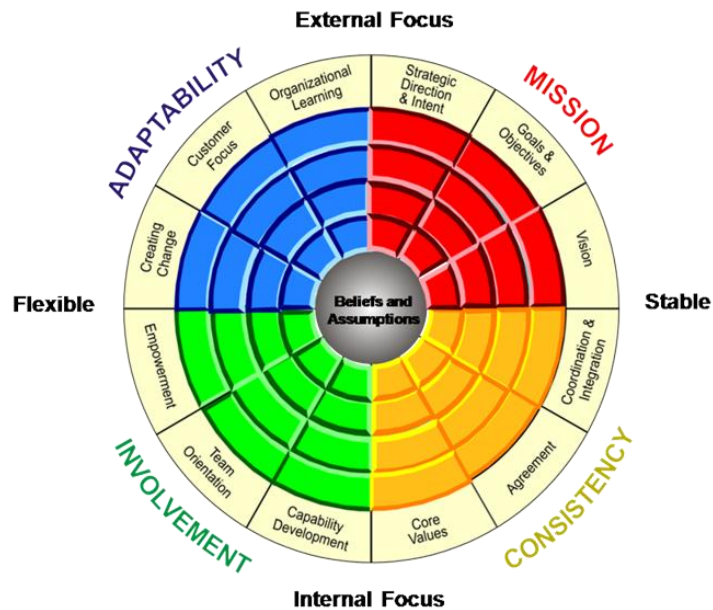 External Focus
ADAPTABILITY
MISSION
Organizational
Learning
Strategic
Direction
& Intent
Customer
Focus
Goals &
Objectives
Creating
Change
Vision
Flexible
Beliefs and
Assumptions
Stable
Empowerment
Coordination &
Integration
Team
Orientation
Agreement
Capability
Development
Core
Values
INVOLVEMENT
CONSISTENCY
Internal Focus